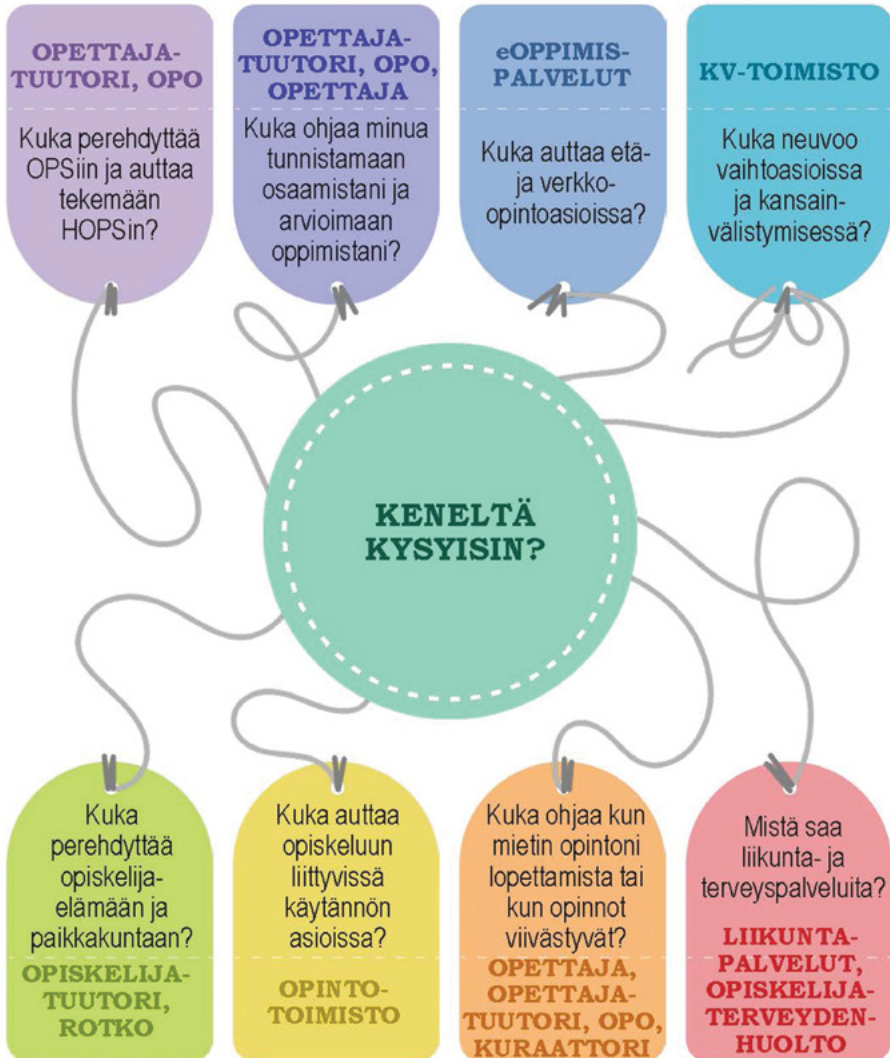 OPETTAJA-
TUUTORI, OPO
Kuka perehdyttää
OPSiin ja auttaa
tekemään
HOPSin?
OPETTAJA-
TUUTORI, OPO,
OPETTAJA
Kuka ohjaa minua
tunnistamaan
osaamistani ja
arvioimaan
oppimistani?
eOPPIMIS-
PALVELUT
Kuka auttaa etä-
ja verkko-
opintoasioissa?
KV-TOIMISTO
Kuka neuvoo
vaihtoasioissa
ja kansain-
välistymisessä?
KENELTÄ
KYSYISIN?
Kuka
perehdyttää
opiskelija-
elämään ja
paikkakuntaan?
OPISKELIJA-
TUUTORI,
ROTKO
Kuka auttaa
opiskeluun
liittyvissä
käytännön
asioissa?
OPINTO-
TOIMISTO
Kuka ohjaa kun
mietin opintoni
lopettamista tai
kun opinnot
viivästyvät?
OPETTAJA,
OPETTAJA-
TUUTORI, OPO,
KURAATTORI
Mistä saa
liikunta- ja
terveyspalveluita?
LIIKUNTA-
PALVELUT,
OPISKELIJA-
TERVEYDEN-
HUOLTO